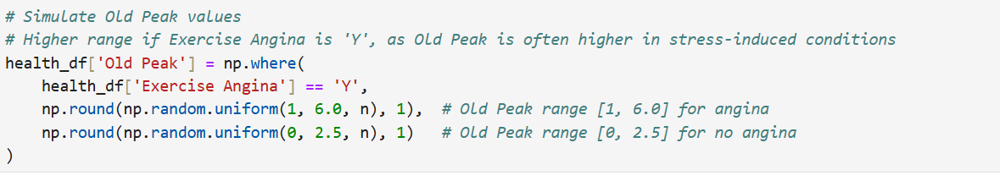 # Simulate Old Peak values
# Higher range if Exercise Angina is 'Y', as Old Peak is often higher in stress-induced conditions
health_df['Old Peak'] = np.where(
    health_df['Exercise Angina'] == 'Y',
    np.round(np.random.uniform(1, 6.0, n), 1),  # Old Peak range [1, 6.0] for angina
    np.round(np.random.uniform(0, 2.5, n), 1)   # Old Peak range [0, 2.5] for no angina
)